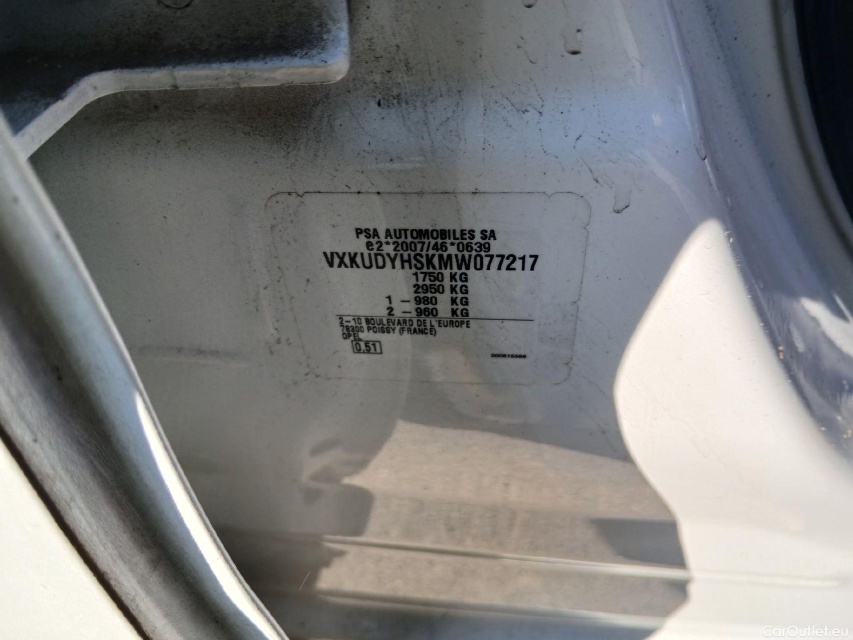 PSA AUTOMOBILES SA
e2*2007/46*0639
VXKUDYHSKMW077217
1750 KG
2950 KG
1 - 980 KG
2 - 960 KG
2-10 BOULEVARD DE L'EUROPE
78300 POISSY (FRANCE)
OPEL
0.51
CarOutlet.eu